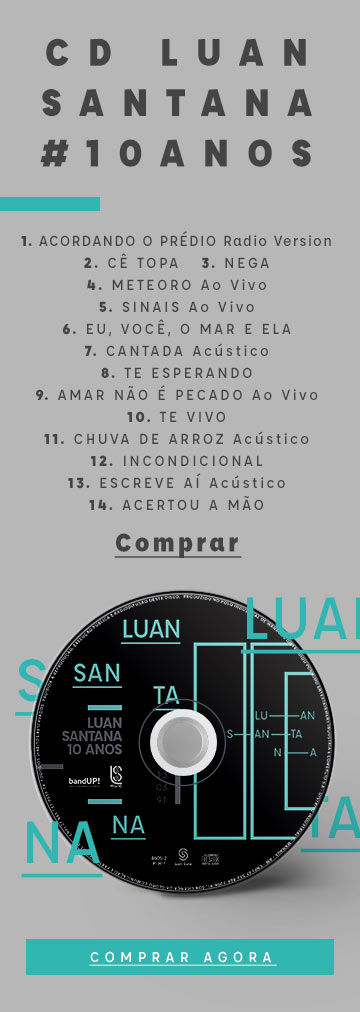 CD LUAN
SANTANA
#10ANOS
1. ACORDANDO O PRÉDIO Radio Version
2. CÊ TOPA 3. NEGA
4. METEORO Ao Vivo
5. SINAIS Ao Vivo
6. EU, VOCÊ, O MAR E ELA
7. CANTADA Acústico
8. TE ESPERANDO
9. AMAR NÃO É PECADO Ao Vivo
10. TE VIVO
11. CHUVA DE ARROZ Acústico
12. INCONDICIONAL
13. ESCREVE AÍ Acústico
14. ACERTOU A MÃO
Comprar
LUAN
LUAN
SAN
S
TA
LUAN
SANTANA
10 ANOS
LU AN
S AN TA
N A
bandUP!
13
03
91
NA
NA
TA
COMPRAR AGORA